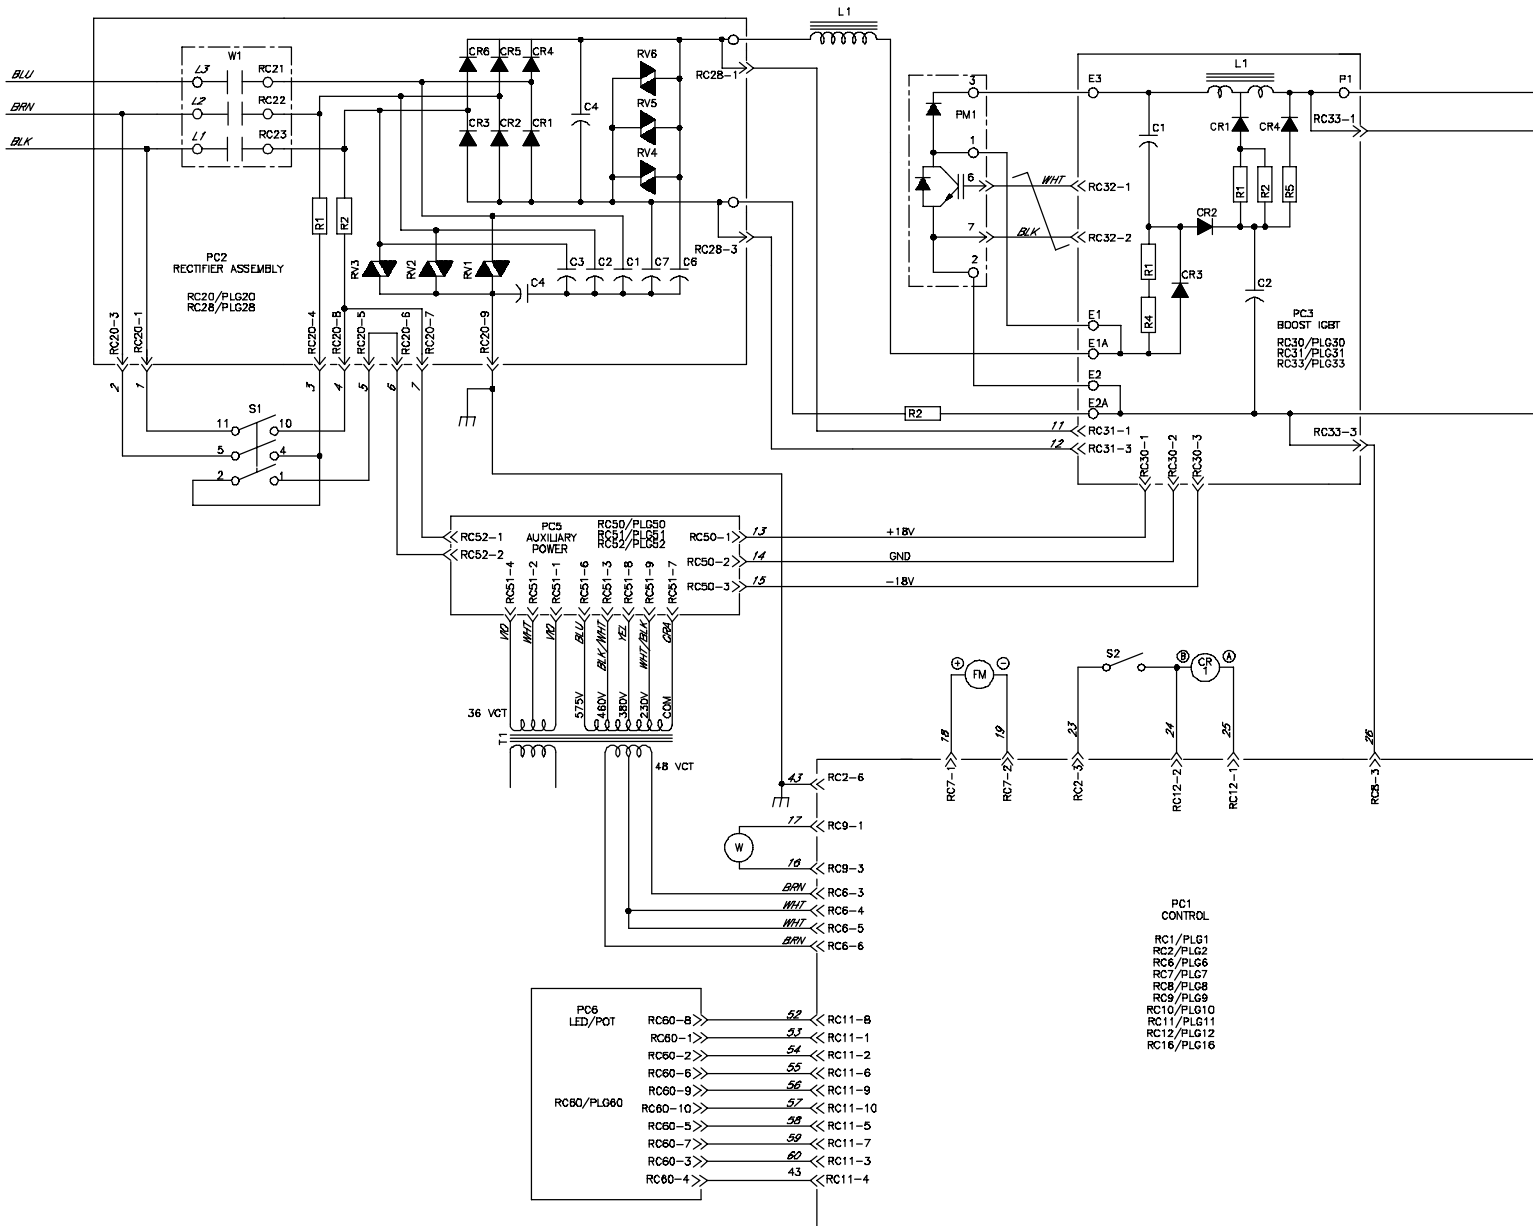 L1
W1
BLU
L3
RC21
BRN
L2
RC22
BLK
L1
RC23
CR6
CR5
CR4
CR3
CR2
CR1
C4
RV6
RV5
RV4
RC28-1
RC28-3
R1
R2
PC2
RECTIFIER ASSEMBLY
RC20/PLG20
RC28/PLG28
RV3
RV2
RV1
C4
C3
C2
C1
C7
C6
RC20-3
RC20-1
RC20-4
RC20-8
RC20-5
RC20-6
RC20-7
RC20-9
2
1
3
4
5
6
7
S1
11
10
5
4
2
1
3
PM1
1
6
7
2
WHT
BLK
E3
L1
P1
C1
CR1
CR4
RC33-1
RC32-1
RC32-2
R1
R2
R5
CR2
R1
CR3
R4
C2
PC3
BOOST IGBT
RC30/PLG30
RC31/PLG31
RC33/PLG33
E1
E1A
E2
E2A
R2
11
RC31-1
12
RC31-3
RC33-3
RC30-1
RC30-2
RC30-3
RC52-1
RC52-2
PC5
AUXILIARY
POWER
RC50/PLG50
RC51/PLG51
RC52/PLG52
RC50-1
13
+18V
RC50-2
14
GND
RC50-3
15
-18V
RC51-4
RC51-2
RC51-1
RC51-6
RC51-3
RC51-8
RC51-9
RC51-7
VIO
WHT
VIO
BLU
BLK/WHT
YEL
WHT/BLK
GRA
36 VCT
575V
460V
380V
230V
COM
T1
48 VCT
+
FM
-
S2
B
CR
1
A
18
19
23
24
25
26
RC7-1
RC7-2
RC2-3
RC12-2
RC12-1
RC8-3
43
RC2-6
17
RC9-1
W
16
RC9-3
BRN
RC6-3
WHT
RC6-4
WHT
RC6-5
BRN
RC6-6
PC1
CONTROL
RC1/PLG1
RC2/PLG2
RC6/PLG6
RC7/PLG7
RC8/PLG8
RC9/PLG9
RC10/PLG10
RC11/PLG11
RC12/PLG12
RC16/PLG16
PC6
LED/POT
RC60/PLG60
RC60-8
52
RC11-8
RC60-1
53
RC11-1
RC60-2
54
RC11-2
RC60-6
55
RC11-6
RC60-9
56
RC11-9
RC60-10
57
RC11-10
RC60-5
58
RC11-5
RC60-7
59
RC11-7
RC60-3
60
RC11-3
RC60-4
43
RC11-4